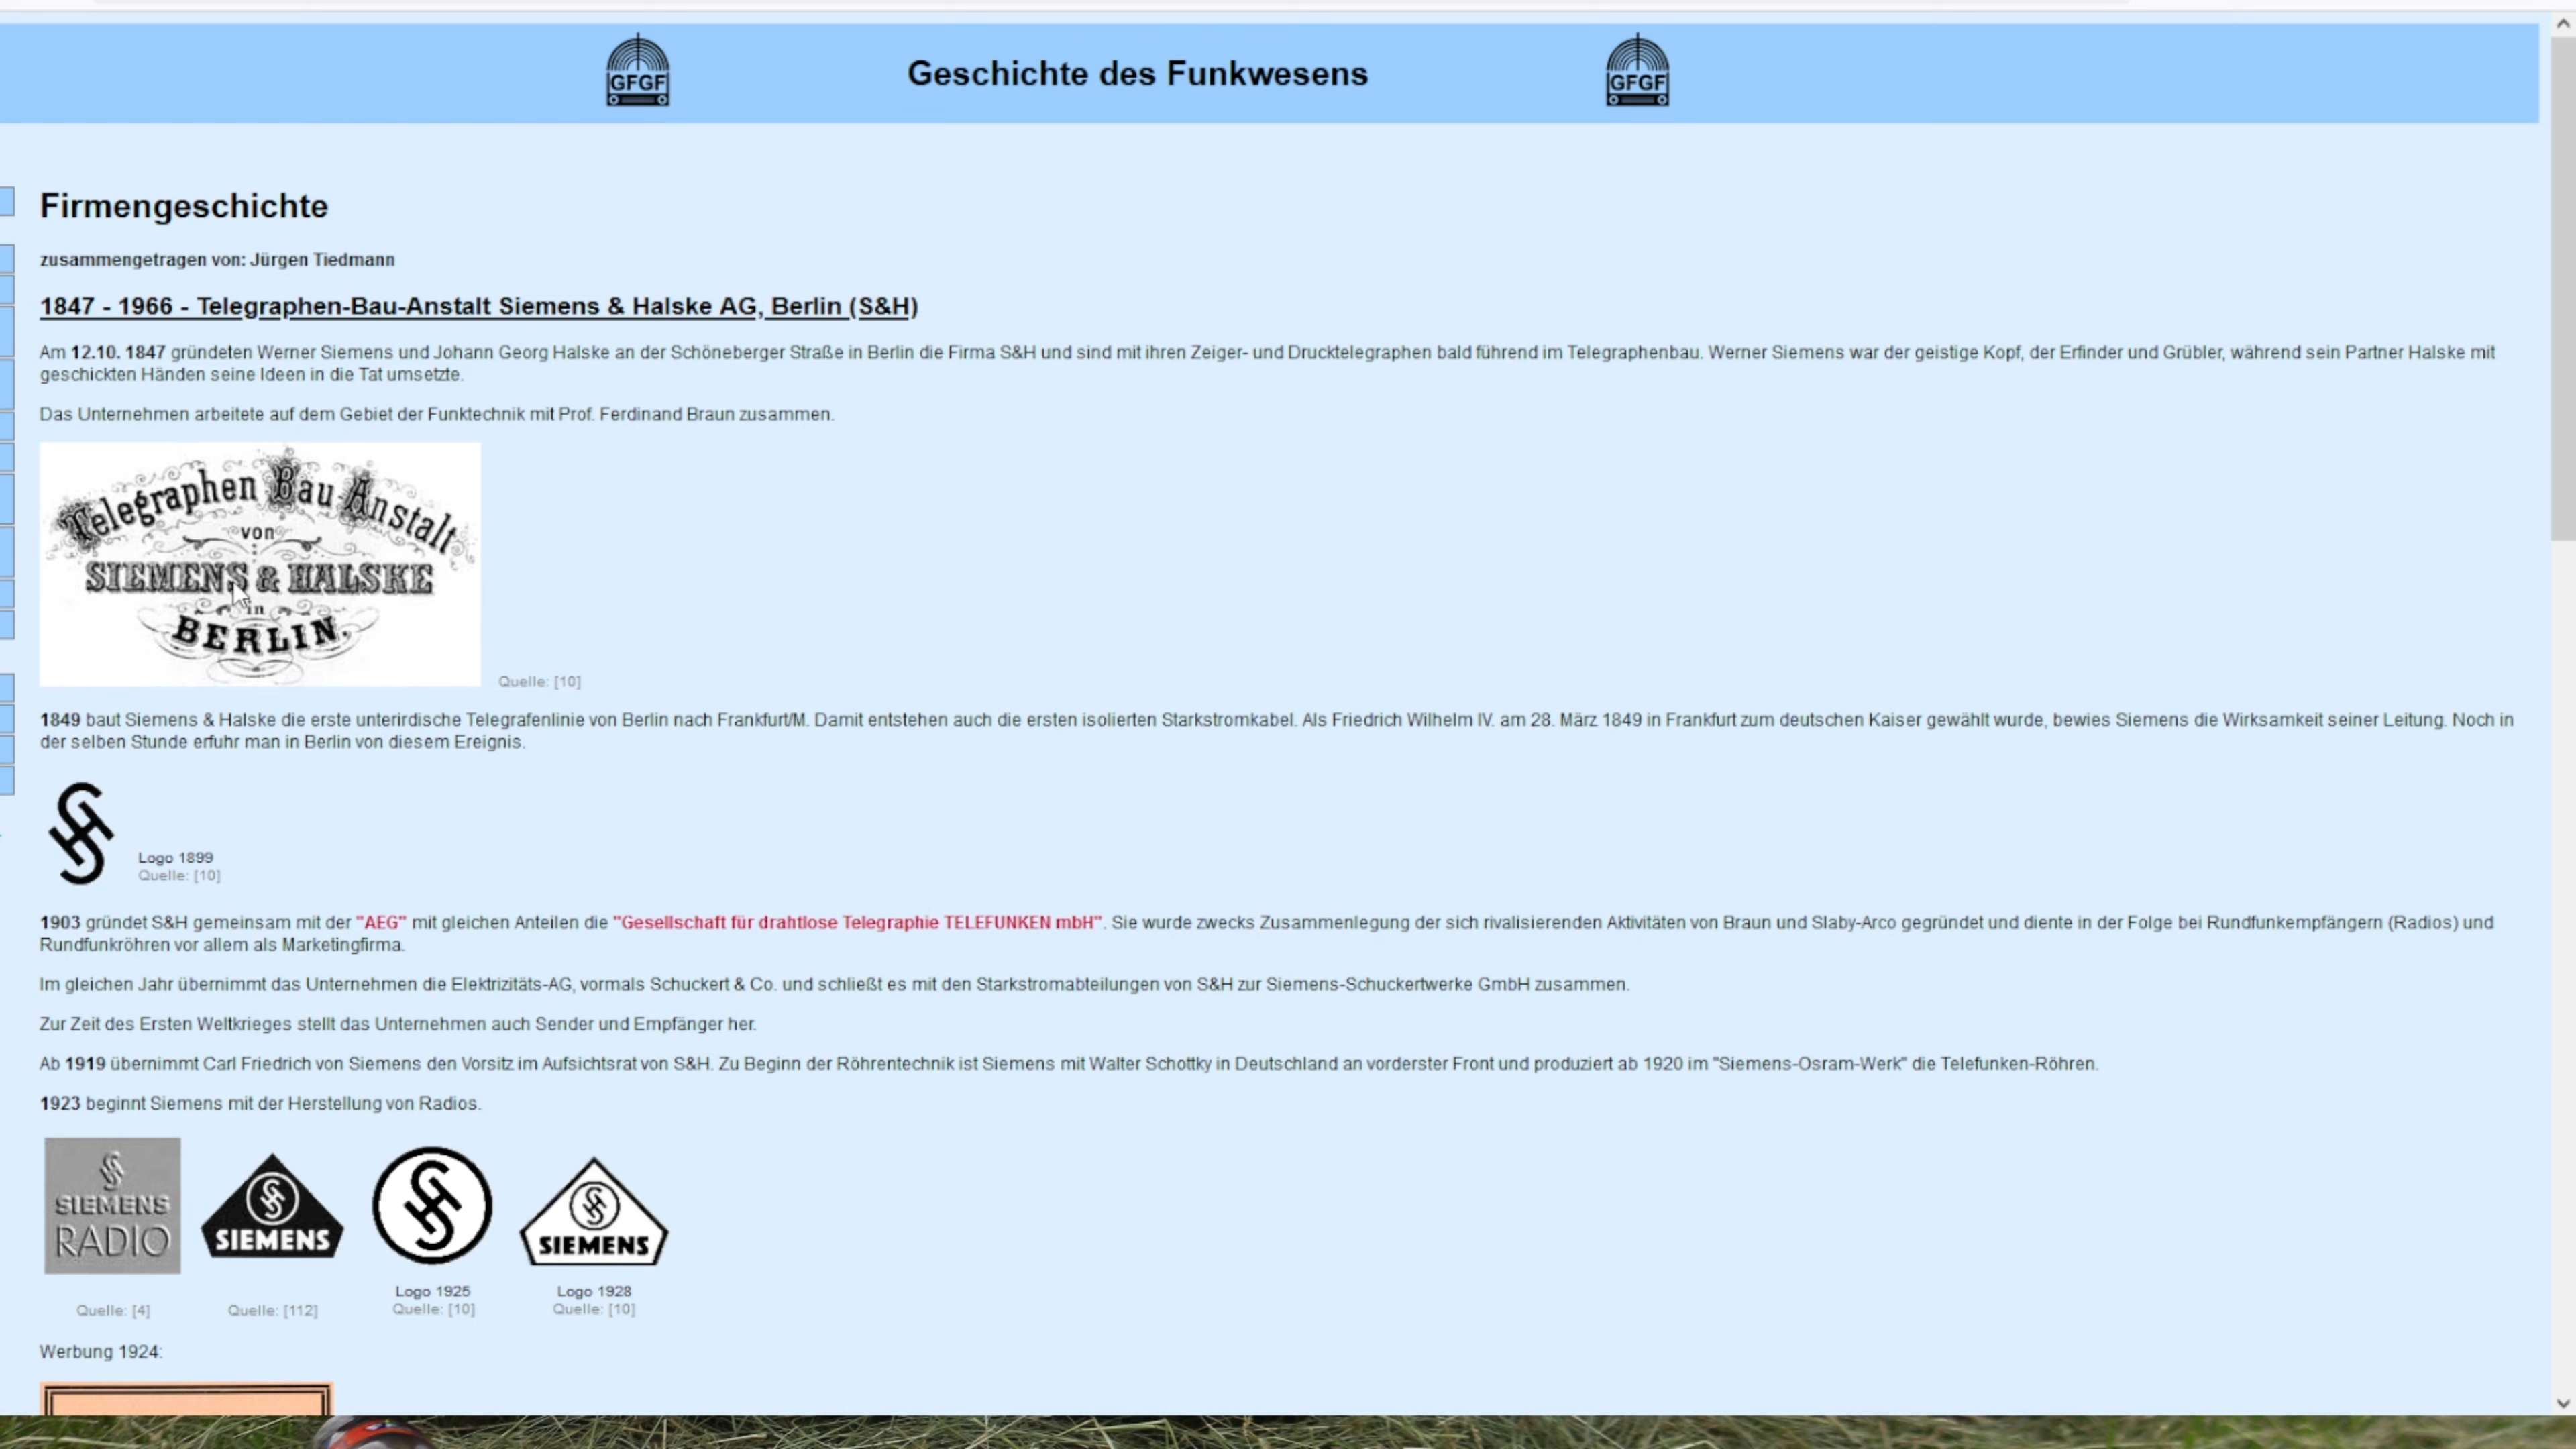 GFGF
Geschichte des Funkwesens
GFGF
Firmengeschichte
zusammengetragen von: Jürgen Tiedmann
1847 - 1966 - Telegraphen-Bau-Anstalt Siemens & Halske AG, Berlin (S&H)
Am 12.10. 1847 gründeten Werner Siemens und Johann Georg Halske an der Schöneberger Straße in Berlin die Firma S&H und sind mit ihren Zeiger- und Drucktelegraphen bald führend im Telegraphenbau. Werner Siemens war der geistige Kopf, der Erfinder und Grübler, während sein Partner Halske mit
geschickten Händen seine Ideen in die Tat umsetzte.
Das Unternehmen arbeitete auf dem Gebiet der Funktechnik mit Prof. Ferdinand Braun zusammen.
Telegraphen Bau Anstalt
von
SIEMENS & HALSKE
in
BERLIN.
Quelle: [10]
1849 baut Siemens & Halske die erste unterirdische Telegrafenlinie von Berlin nach Frankfurt/M. Damit entstehen auch die ersten isolierten Starkstromkabel. Als Friedrich Wilhelm IV. am 28. März 1849 in Frankfurt zum deutschen Kaiser gewählt wurde, bewies Siemens die Wirksamkeit seiner Leitung. Noch in
der selben Stunde erfuhr man in Berlin von diesem Ereignis.
Logo 1899
Quelle: [10]
1903 gründet S&H gemeinsam mit der "AEG" mit gleichen Anteilen die "Gesellschaft für drahtlose Telegraphie TELEFUNKEN mbH". Sie wurde zwecks Zusammenlegung der sich rivalisierenden Aktivitäten von Braun und Slaby-Arco gegründet und diente in der Folge bei Rundfunkempfängern (Radios) und
Rundfunkröhren vor allem als Marketingfirma.
Im gleichen Jahr übernimmt das Unternehmen die Elektrizitäts-AG, vormals Schuckert & Co. und schließt es mit den Starkstromabteilungen von S&H zur Siemens-Schuckertwerke GmbH zusammen.
Zur Zeit des Ersten Weltkrieges stellt das Unternehmen auch Sender und Empfänger her.
Ab 1919 übernimmt Carl Friedrich von Siemens den Vorsitz im Aufsichtsrat von S&H. Zu Beginn der Röhrentechnik ist Siemens mit Walter Schottky in Deutschland an vorderster Front und produziert ab 1920 im "Siemens-Osram-Werk" die Telefunken-Röhren.
1923 beginnt Siemens mit der Herstellung von Radios.
SIEMENS
RADIO
SIEMENS
SIEMENS
Logo 1925
Logo 1928
Quelle: [4]
Quelle: [112]
Quelle: [10]
Quelle: [10]
Werbung 1924: